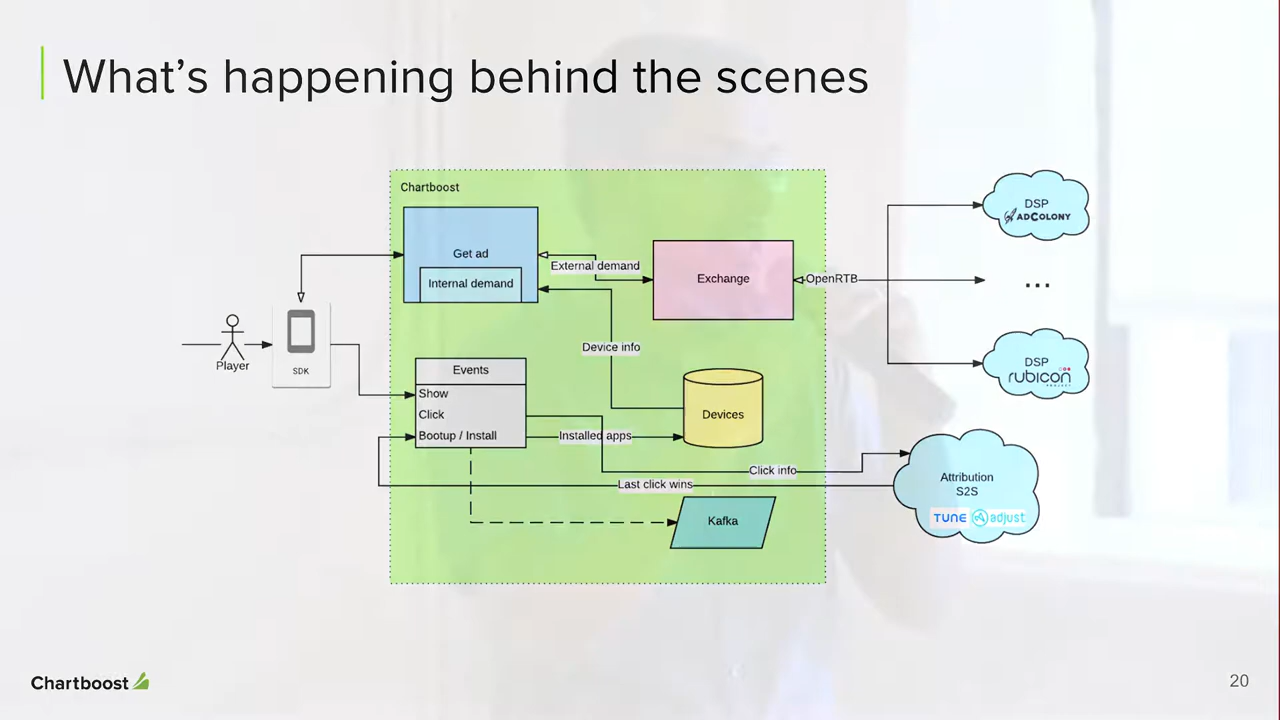 What's happening behind the scenes
Chartboost
Get ad
Internal demand
External demand
Exchange
OpenRTB
DSP
ADCOLONY
...
DSP
rubicon
PROJECT
Player
SDK
Device info
Events
Show
Click
Bootup / Install
Installed apps
Devices
Click info
Last click wins
Attribution
S2S
TUNE adjust
Kafka
Chartboost
20